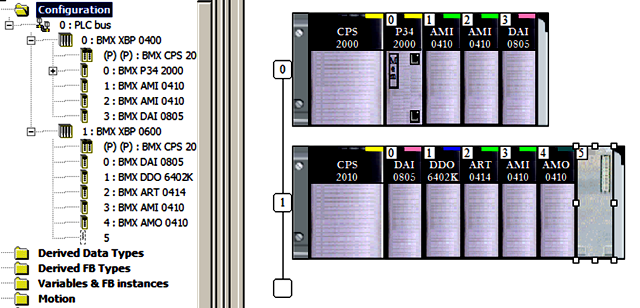 Configuration
0 : PLC bus
0 : BMX XBP 0400
(P) (P) : BMX CPS 20
0 : BMX P34 2000
1 : BMX AMI 0410
2 : BMX AMI 0410
3 : BMX DAI 0805
1 : BMX XBP 0600
(P) (P) : BMX CPS 20
0 : BMX DAI 0805
1 : BMX DDO 6402K
2 : BMX ART 0414
3 : BMX AMI 0410
4 : BMX AMO 0410
5
Derived Data Types
Derived FB Types
Variables & FB instances
Motion
0 1 2 3
CPS P34 AMI AMI DAI
2000 2000 0410 0410 0805
0
0 1 2 3 4 5
CPS DAI DDO ART AMI AMO
2010 0805 6402K 0414 0410 0410
1